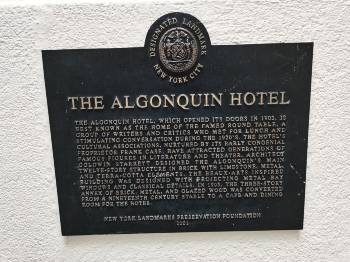 DESIGNATED LANDMARK
NEW YORK CITY
THE ALGONQUIN HOTEL
THE ALGONQUIN HOTEL, WHICH OPENED ITS DOORS IN 1902, IS
BEST KNOWN AS THE HOME OF THE FAMED ROUND TABLE, A
GROUP OF WRITERS AND CRITICS WHO MET FOR LUNCH AND
STIMULATING CONVERSATION DURING THE 1920'S. THE HOTEL'S
CULTURAL ASSOCIATIONS, NURTURED BY ITS EARLY CONGENIAL
PROPRIETOR FRANK CASE, HAVE ATTRACTED GENERATIONS OF
FAMOUS FIGURES IN LITERATURE AND THEATER. ARCHITECT
GOLDWIN STARRETT DESIGNED THE ALGONQUIN'S MAIN
TWELVE-STORY STRUCTURE IN BRICK WITH LIMESTONE, METAL
AND TERRA-COTTA ELEMENTS. THE BEAUX-ARTS INSPIRED
BUILDING WAS DESIGNED WITH PROJECTING METAL BAY
WINDOWS AND CLASSICAL DETAILS. IN 1905, THE THREE-STORY
ANNEX OF BRICK, METAL, AND GLAZED WOOD WAS CONVERTED
FROM A NINETEENTH CENTURY STABLE TO A CAFE AND DINING
ROOM FOR THE HOTEL.
NEW YORK LANDMARKS PRESERVATION FOUNDATION
2001